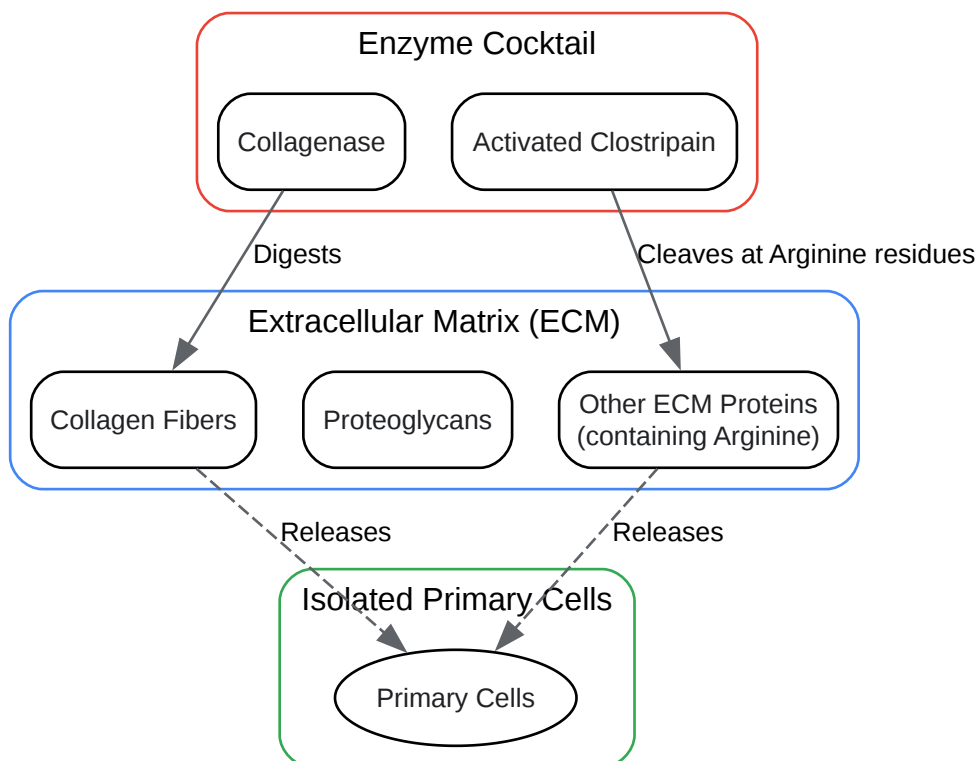 Enzyme Cocktail
Collagenase
Activated Clostripain
Digests
Cleaves at Arginine residues
Extracellular Matrix (ECM)
Collagen Fibers
Proteoglycans
Other ECM Proteins
(containing Arginine)
Releases
Releases
Isolated Primary Cells
Primary Cells